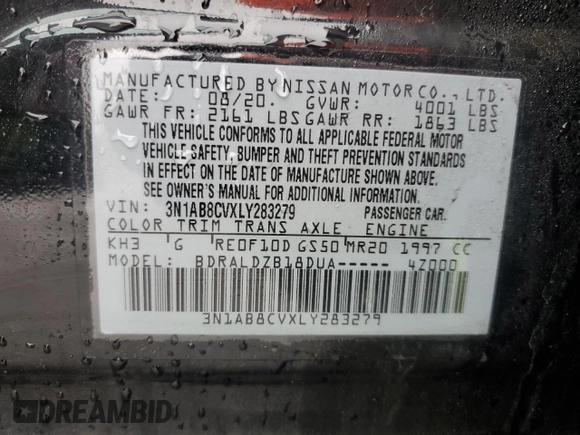 MANUFACTURED BY NISSAN MOTOR CO., LTD.
DATE: 08/20. GVWR: 4001 LBS
GAWR FR: 2161 LBS GAWR RR: 1863 LBS
THIS VEHICLE CONFORMS TO ALL APPLICABLE FEDERAL MOTOR
VEHICLE SAFETY, BUMPER AND THEFT PREVENTION STANDARDS
IN EFFECT ON THE DATE OF MANUFACTURE SHOWN ABOVE.
SEE OWNER'S MANUAL FOR ADDITIONAL INFORMATION.
VIN: 3N1AB8CVXLY283279 PASSENGER CAR.
COLOR TRIM TRANS AXLE ENGINE
KH3 G RE0F10D GS50 MR20 1997 CC
MODEL: BDRALDZB18DUA----- 4Z000
3N1AB8CVXLY283279
DREAMBID